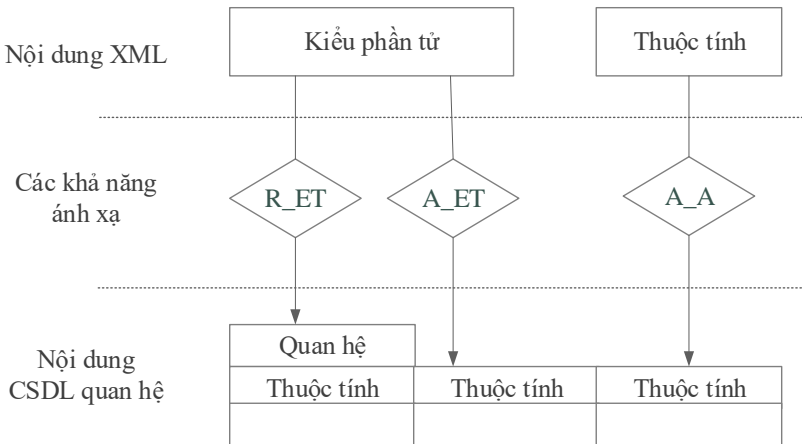 Nội dung XML
Kiểu phần tử
Thuộc tính
Các khả năng
ánh xạ
R_ET
A_ET
A_A
Nội dung
CSDL quan hệ
Quan hệ
Thuộc tính
Thuộc tính
Thuộc tính